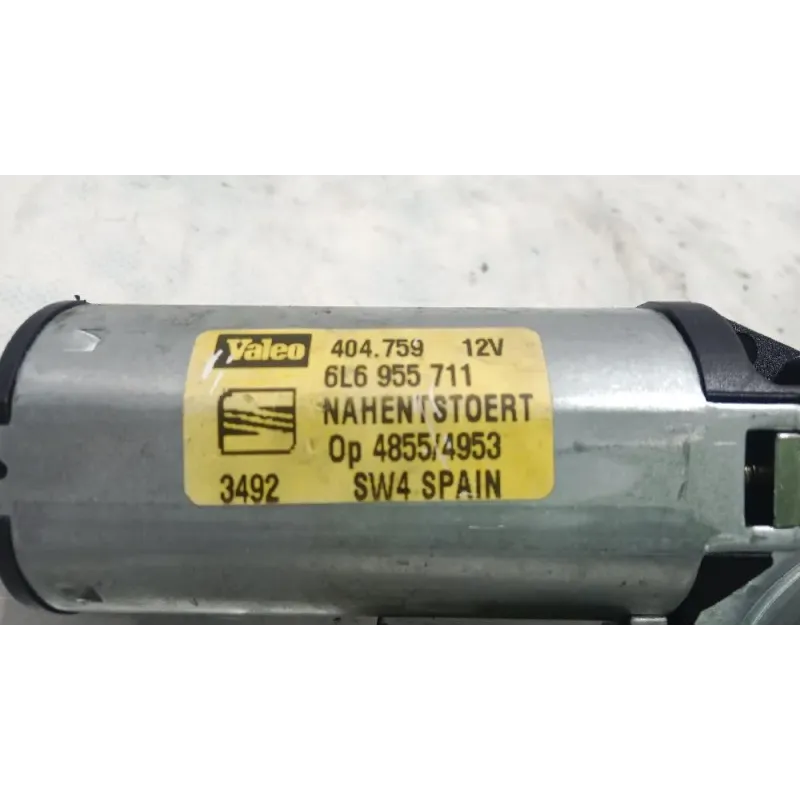 Valeo 404.759 12V
6L6 955 711
NAHENTSTOERT
Op 4855/4953
3492 SW4 SPAIN